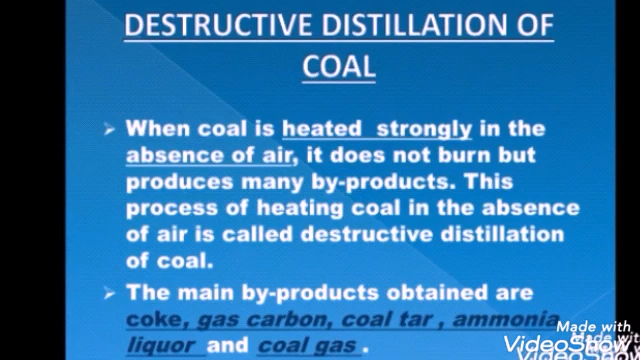 DESTRUCTIVE DISTILLATION OF
COAL
➢ When coal is heated strongly in the
absence of air, it does not burn but
produces many by-products. This
process of heating coal in the absence
of air is called destructive distillation
of coal.
➢ The main by-products obtained are
coke, gas carbon, coal tar , ammonia
liquor and coal gas .
Made with
VideoShow
Made with
VideoShow